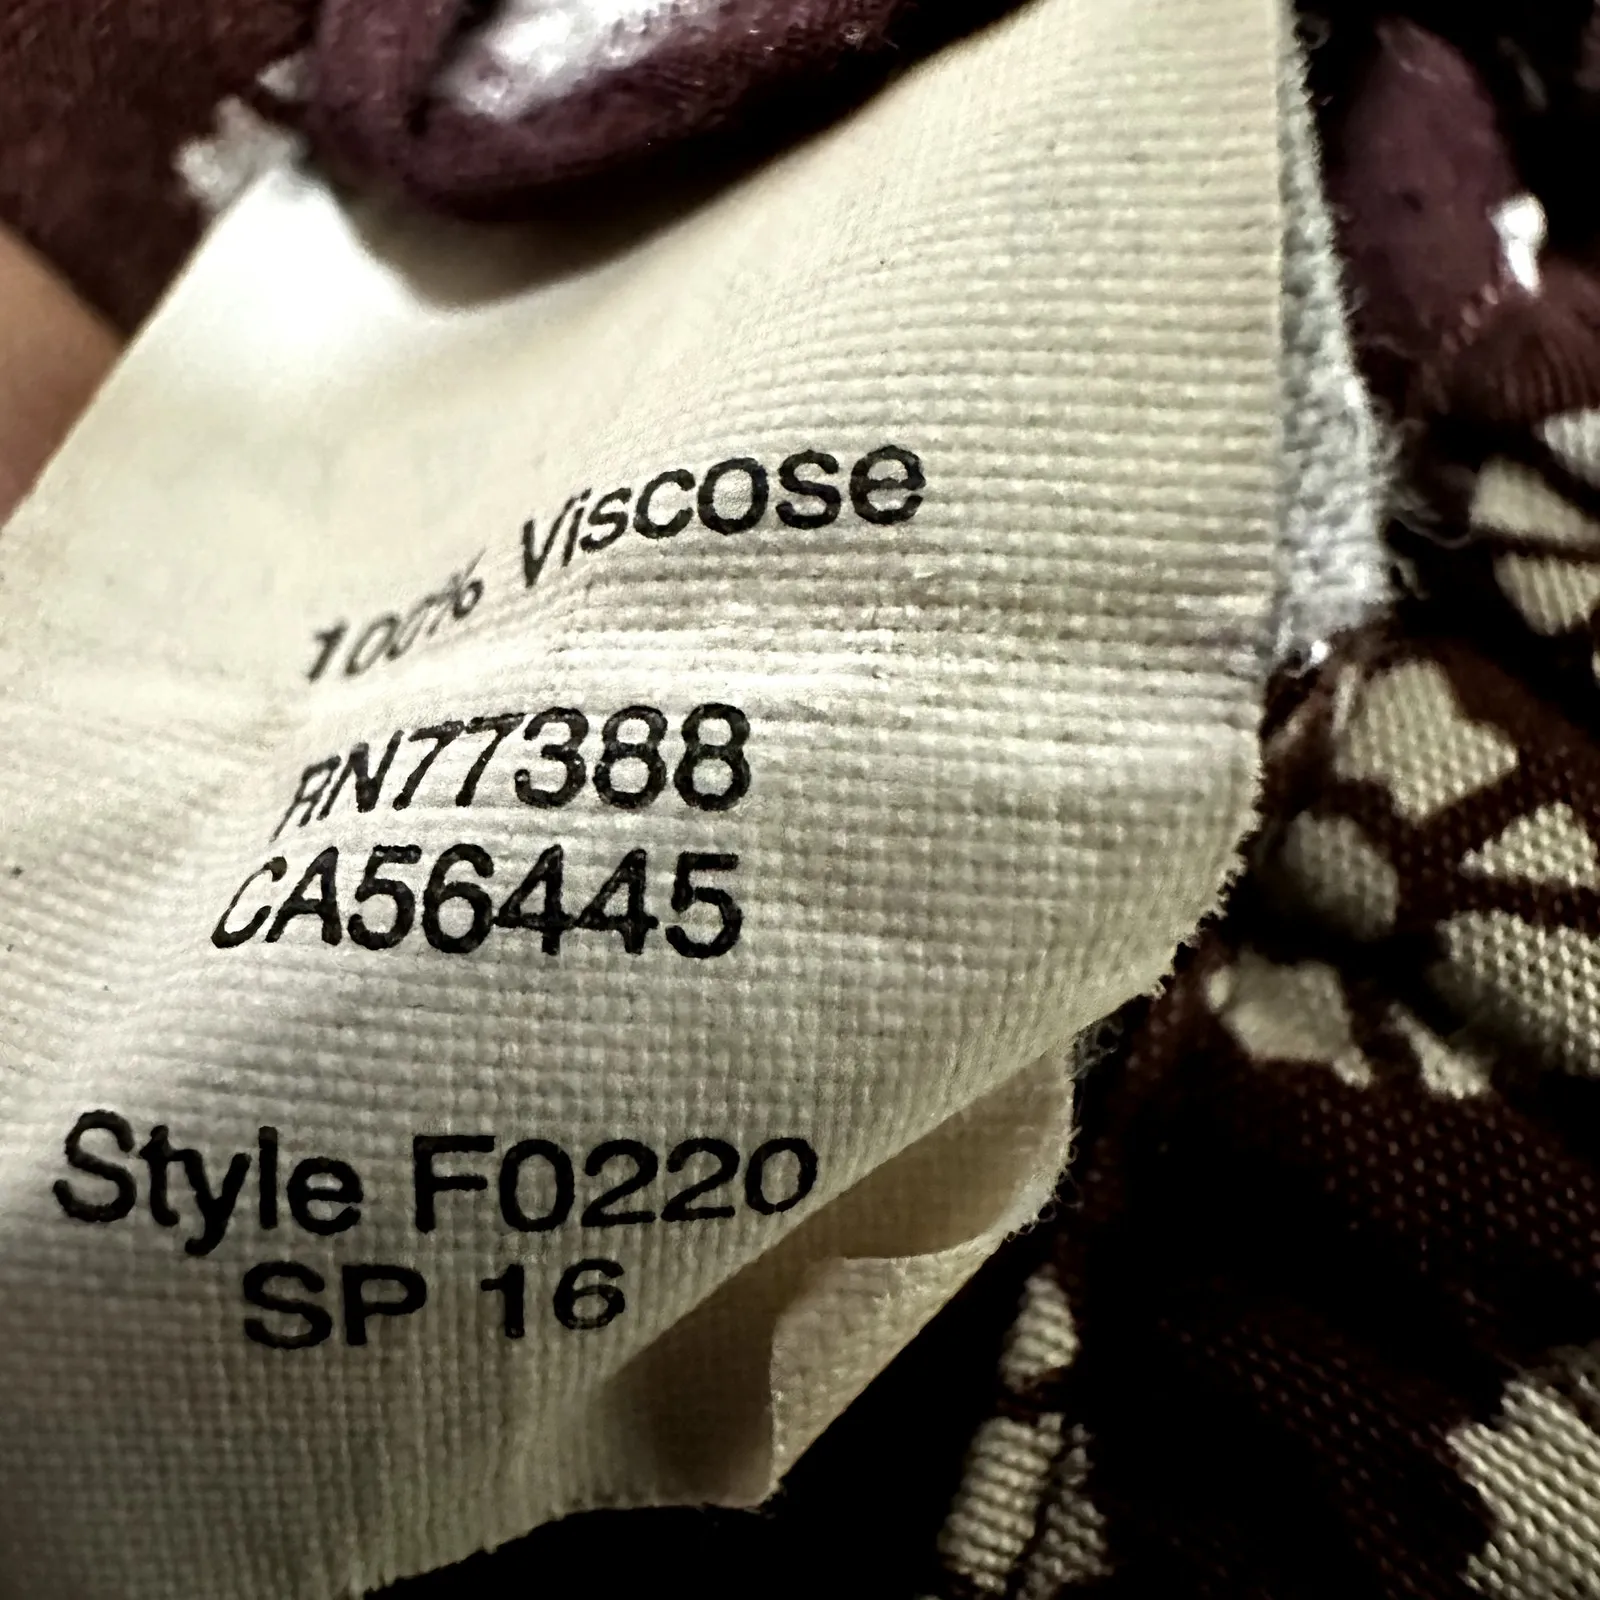 100% Viscose
RN77388
CA56445
Style F0220
SP 16